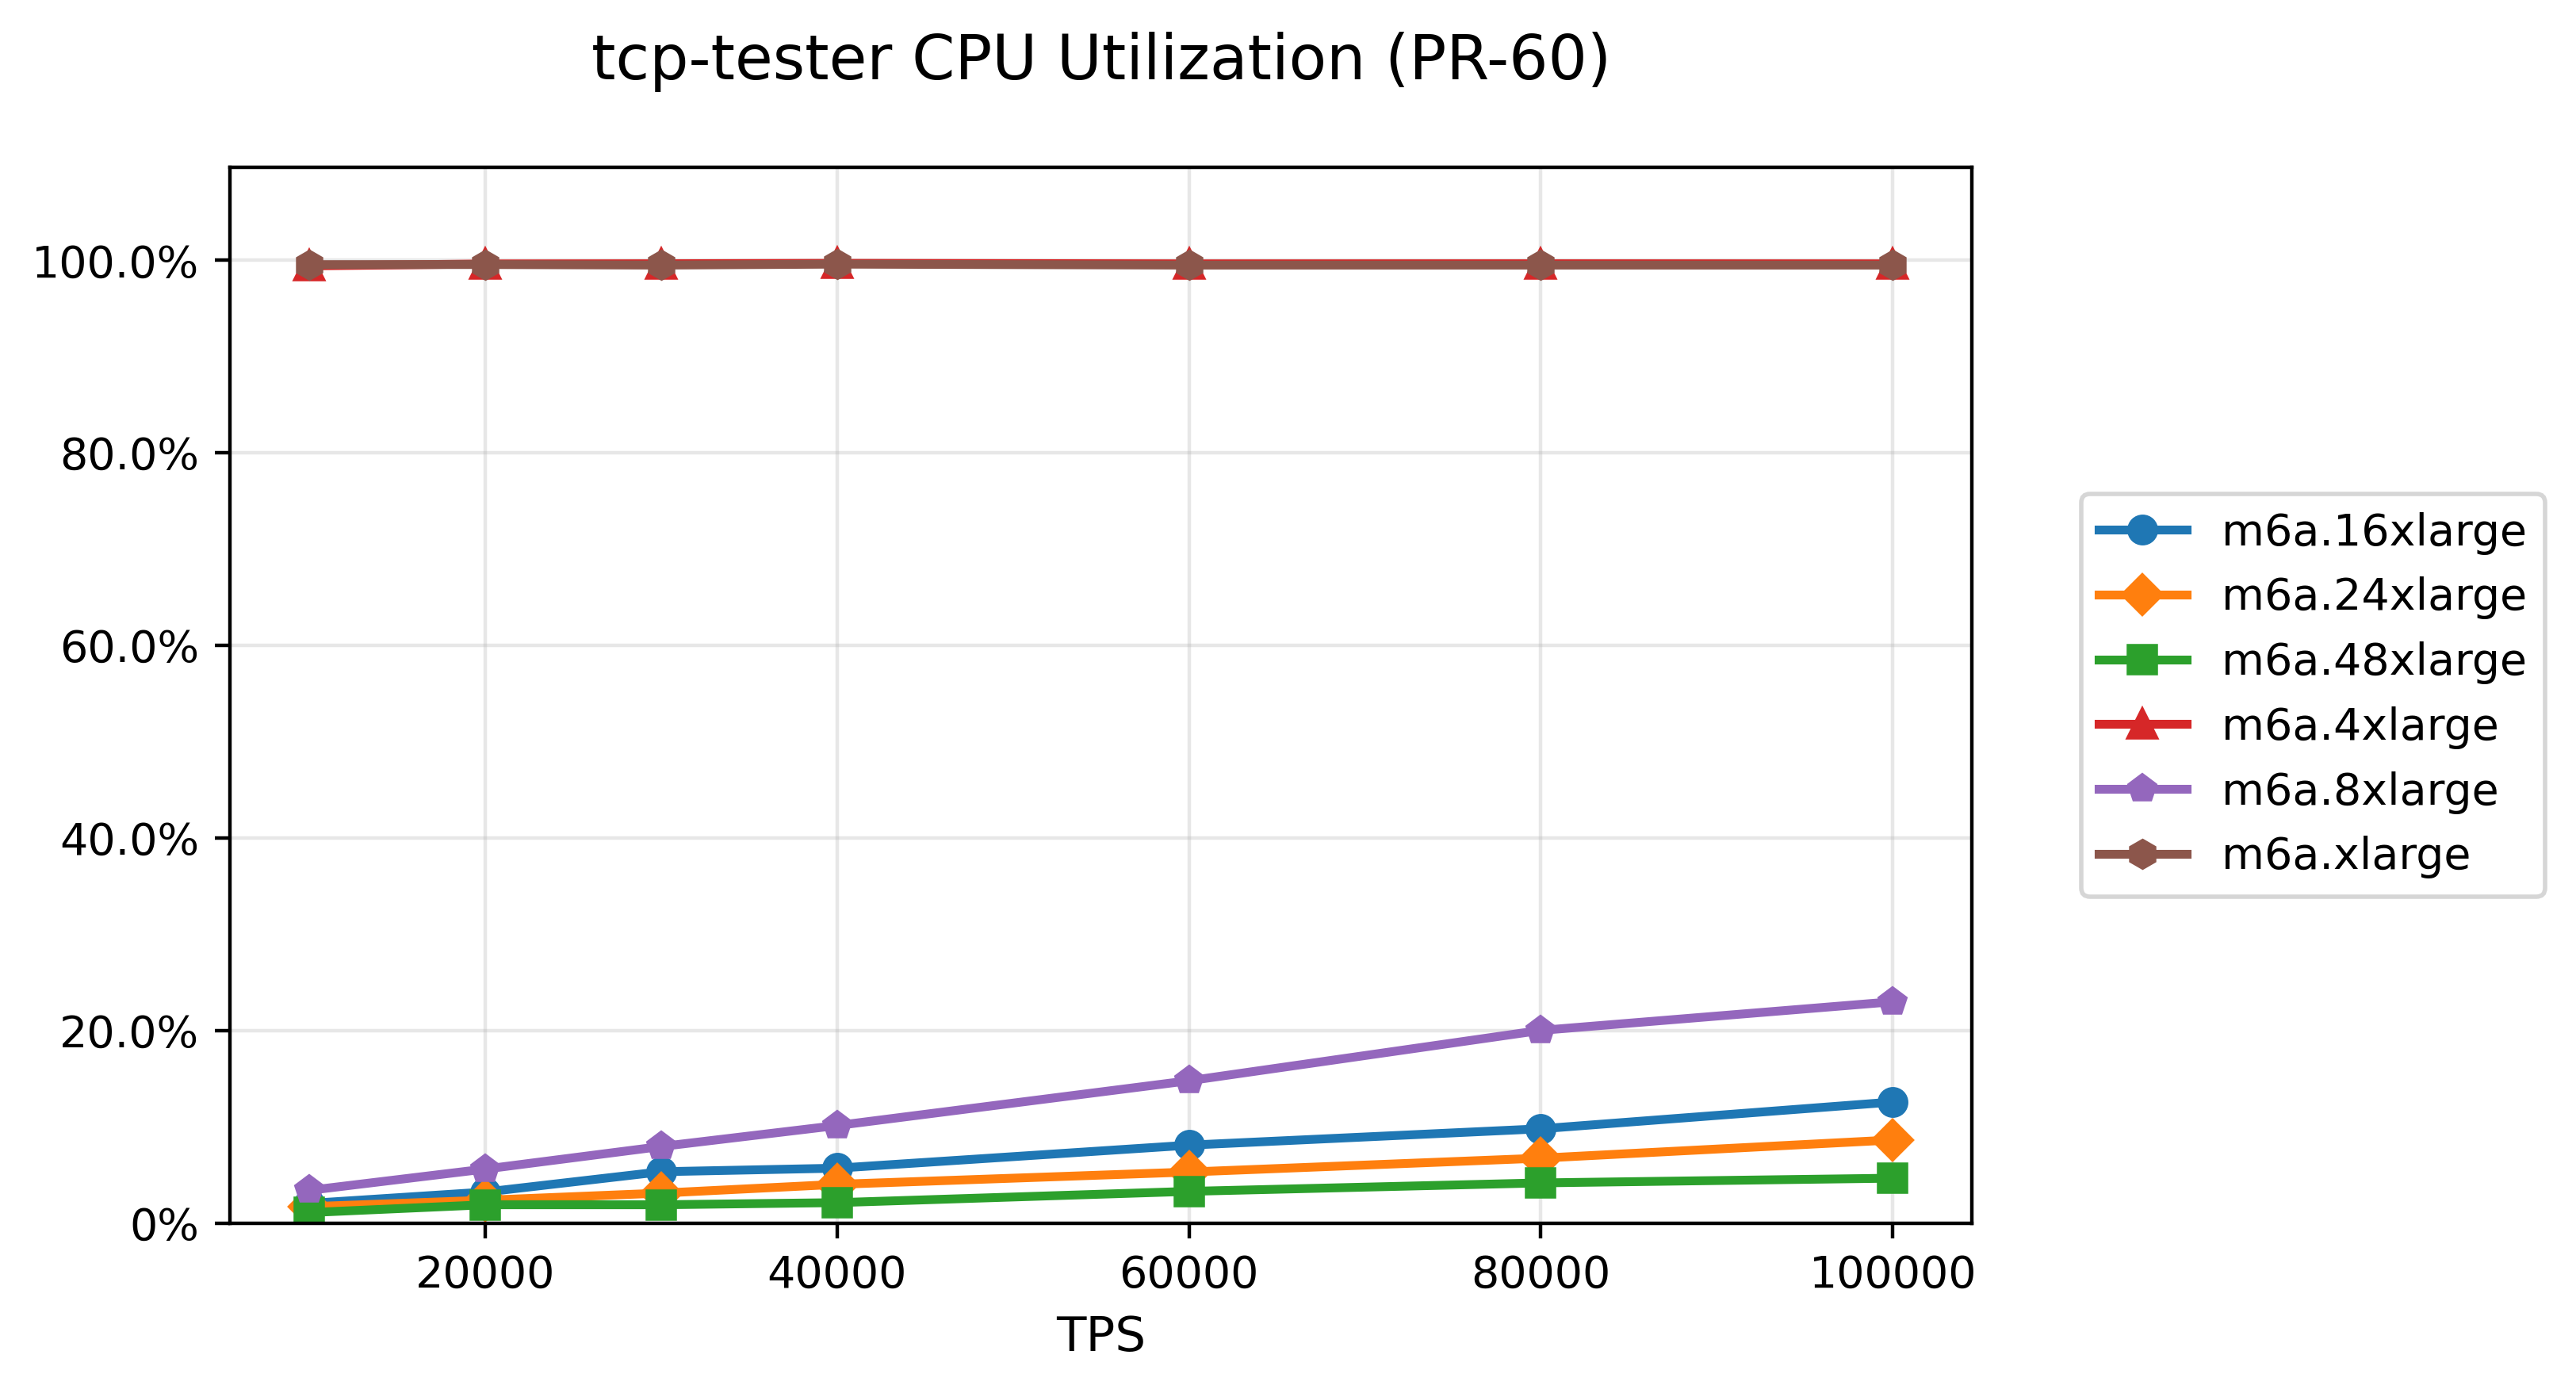 tcp-tester CPU Utilization (PR-60)
100.0%
80.0%
60.0%
40.0%
20.0%
0%
20000 40000 60000 80000 100000
TPS
m6a.16xlarge
m6a.24xlarge
m6a.48xlarge
m6a.4xlarge
m6a.8xlarge
m6a.xlarge